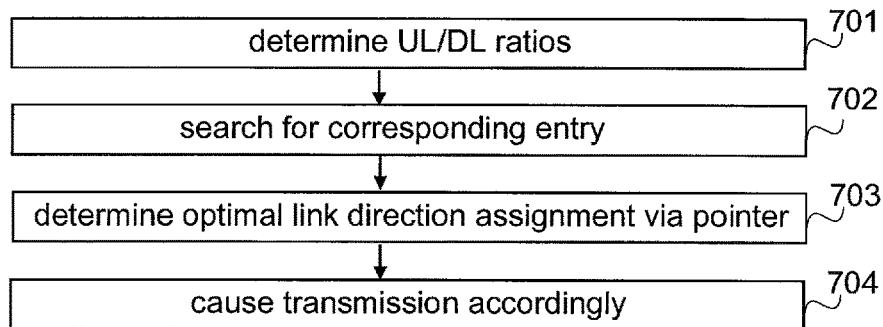 701
determine UL/DL ratios
702
search for corresponding entry
703
determine optimal link direction assignment via pointer
704
cause transmission accordingly